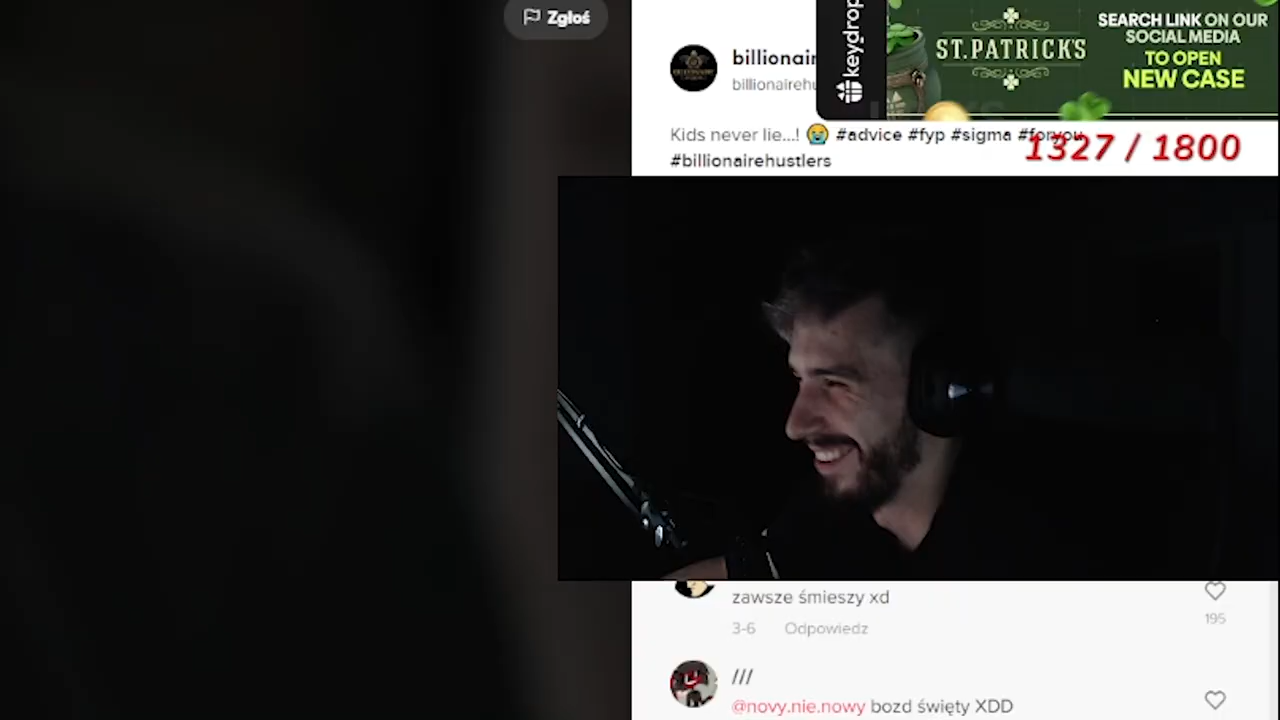 Zgłoś
billionair
billionairehu
keydrop
ST.PATRICK'S
SEARCH LINK ON OUR
SOCIAL MEDIA
TO OPEN
NEW CASE
Kids never lie...! 😭 #advice #fyp #sigma #foryou
#billionairehustlers
1327 / 1800
zawsze śmieszy xd
3-6 Odpowiedz
195
///
@novy.nie.nowy bozd święty XDD